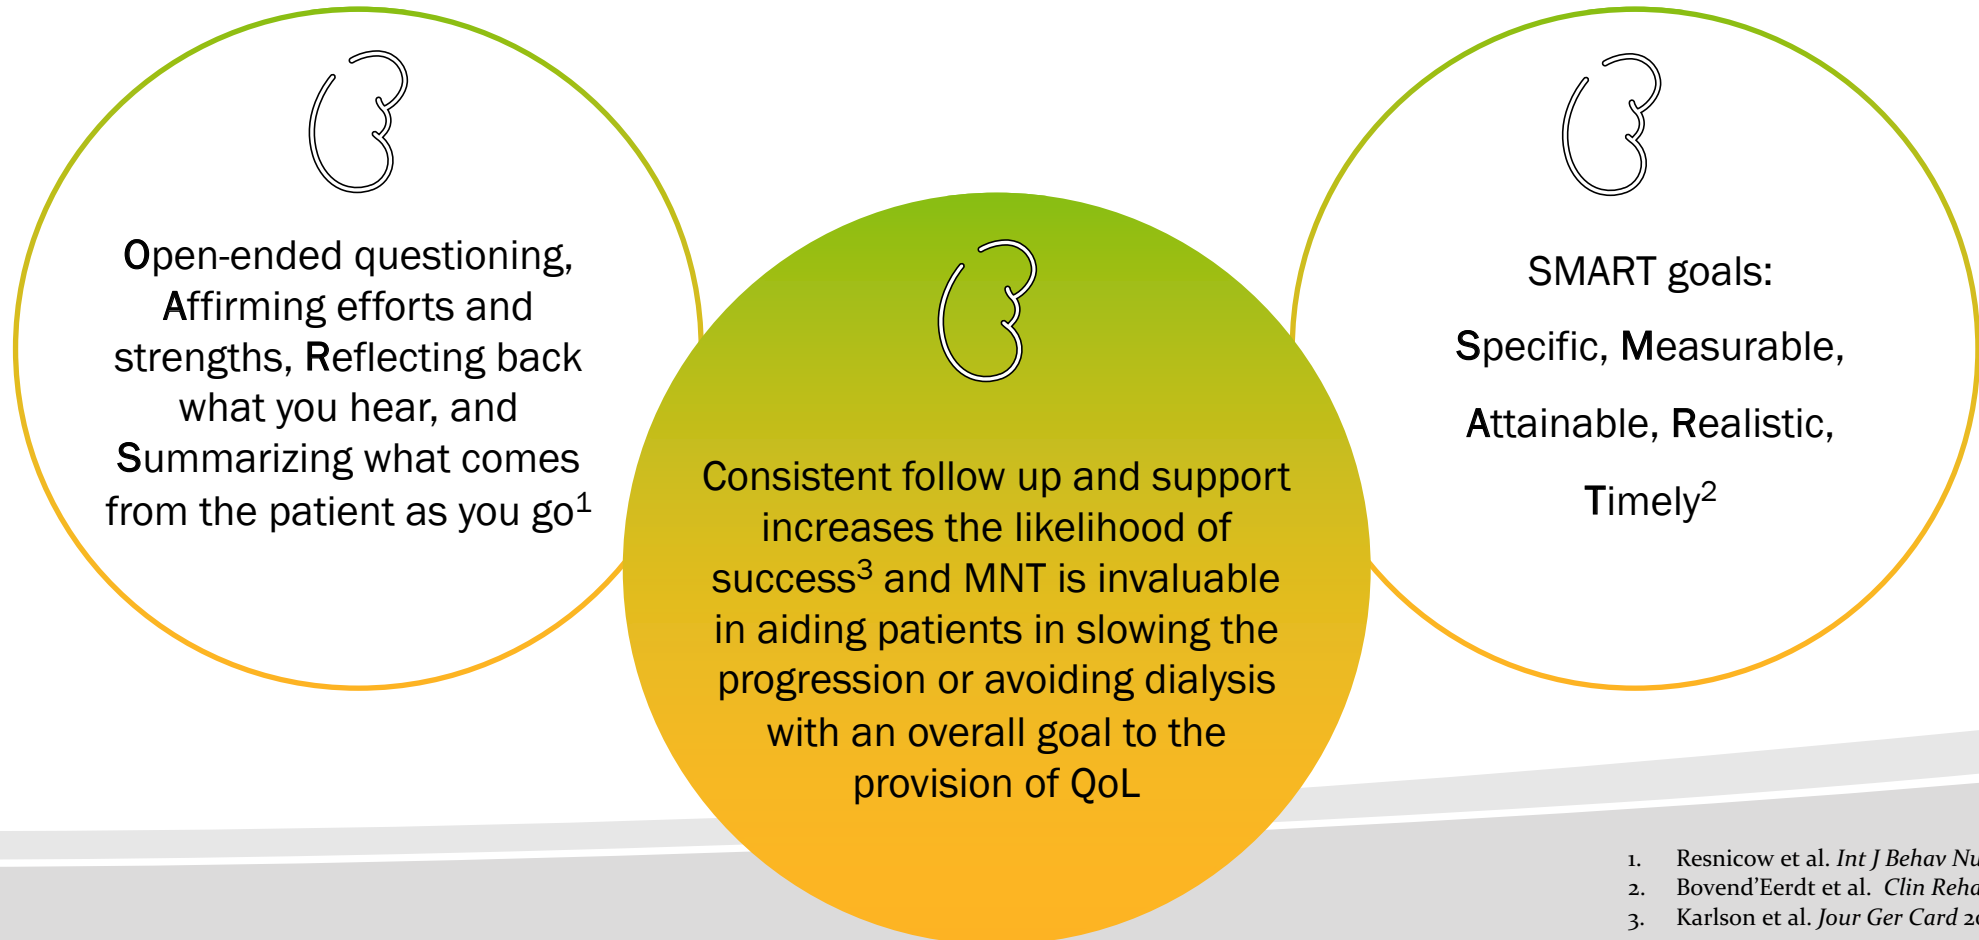 Open-ended questioning,
Affirming efforts and
strengths, Reflecting back
what you hear, and
Summarizing what comes
from the patient as you go1
Consistent follow up and support
increases the likelihood of
success3 and MNT is invaluable
in aiding patients in slowing the
progression or avoiding dialysis
with an overall goal to the
provision of QoL
SMART goals:
Specific, Measurable,
Attainable, Realistic,
Timely2
1. Resnicow et al. Int J Behav
2. Bovend'Eerdt et al. Clin
3. Karlson et al. Jour Ger Card